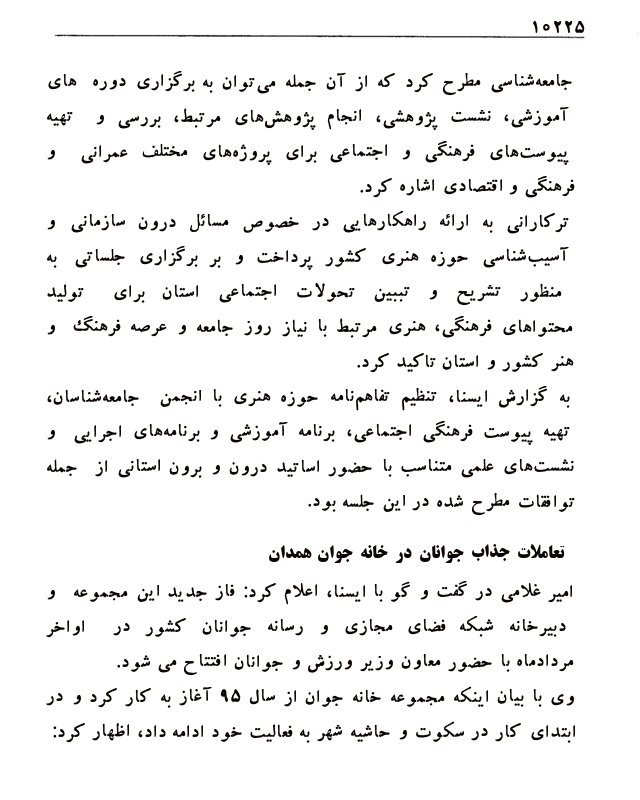 ۱۰۲۲۵
جامعه‌شناسی مطرح کرد که از آن جمله می‌توان به برگزاری دوره های
آموزشی، نشست پژوهشی، انجام پژوهش‌های مرتبط، بررسی و تهیه
پیوست‌های فرهنگی و اجتماعی برای پروژه‌های مختلف عمرانی و
فرهنگی و اقتصادی اشاره کرد.
ترکارانی به ارائه راهکارهایی در خصوص مسائل درون سازمانی و
آسیب‌شناسی حوزه هنری کشور پرداخت و بر برگزاری جلساتی به
منظور تشریح و تبیین تحولات اجتماعی استان برای تولید
محتواهای فرهنگی، هنری مرتبط با نیاز روز جامعه و عرصه فرهنگ و
هنر کشور و استان تاکید کرد.
به گزارش ایسنا، تنظیم تفاهم‌نامه حوزه هنری با انجمن جامعه‌شناسان،
تهیه پیوست فرهنگی اجتماعی، برنامه آموزشی و برنامه‌های اجرایی و
نشست‌های علمی متناسب با حضور اساتید درون و برون استانی از جمله
توافقات مطرح شده در این جلسه بود.
تعاملات جذاب جوانان در خانه جوان همدان
امیر غلامی در گفت و گو با ایسنا، اعلام کرد: فاز جدید این مجموعه و
دبیرخانه شبکه فضای مجازی و رسانه جوانان کشور در اواخر
مردادماه با حضور معاون وزیر ورزش و جوانان افتتاح می شود.
وی با بیان اینکه مجموعه خانه جوان از سال ۹۵ آغاز به کار کرد و در
ابتدای کار در سکوت و حاشیه شهر به فعالیت خود ادامه داد، اظهار کرد: